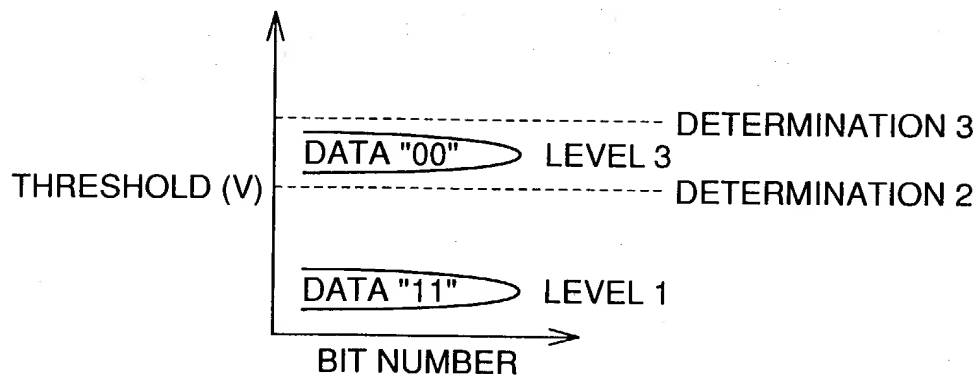 DETERMINATION 3
DATA "00" LEVEL 3
THRESHOLD (V)
DETERMINATION 2
DATA "11" LEVEL 1
BIT NUMBER